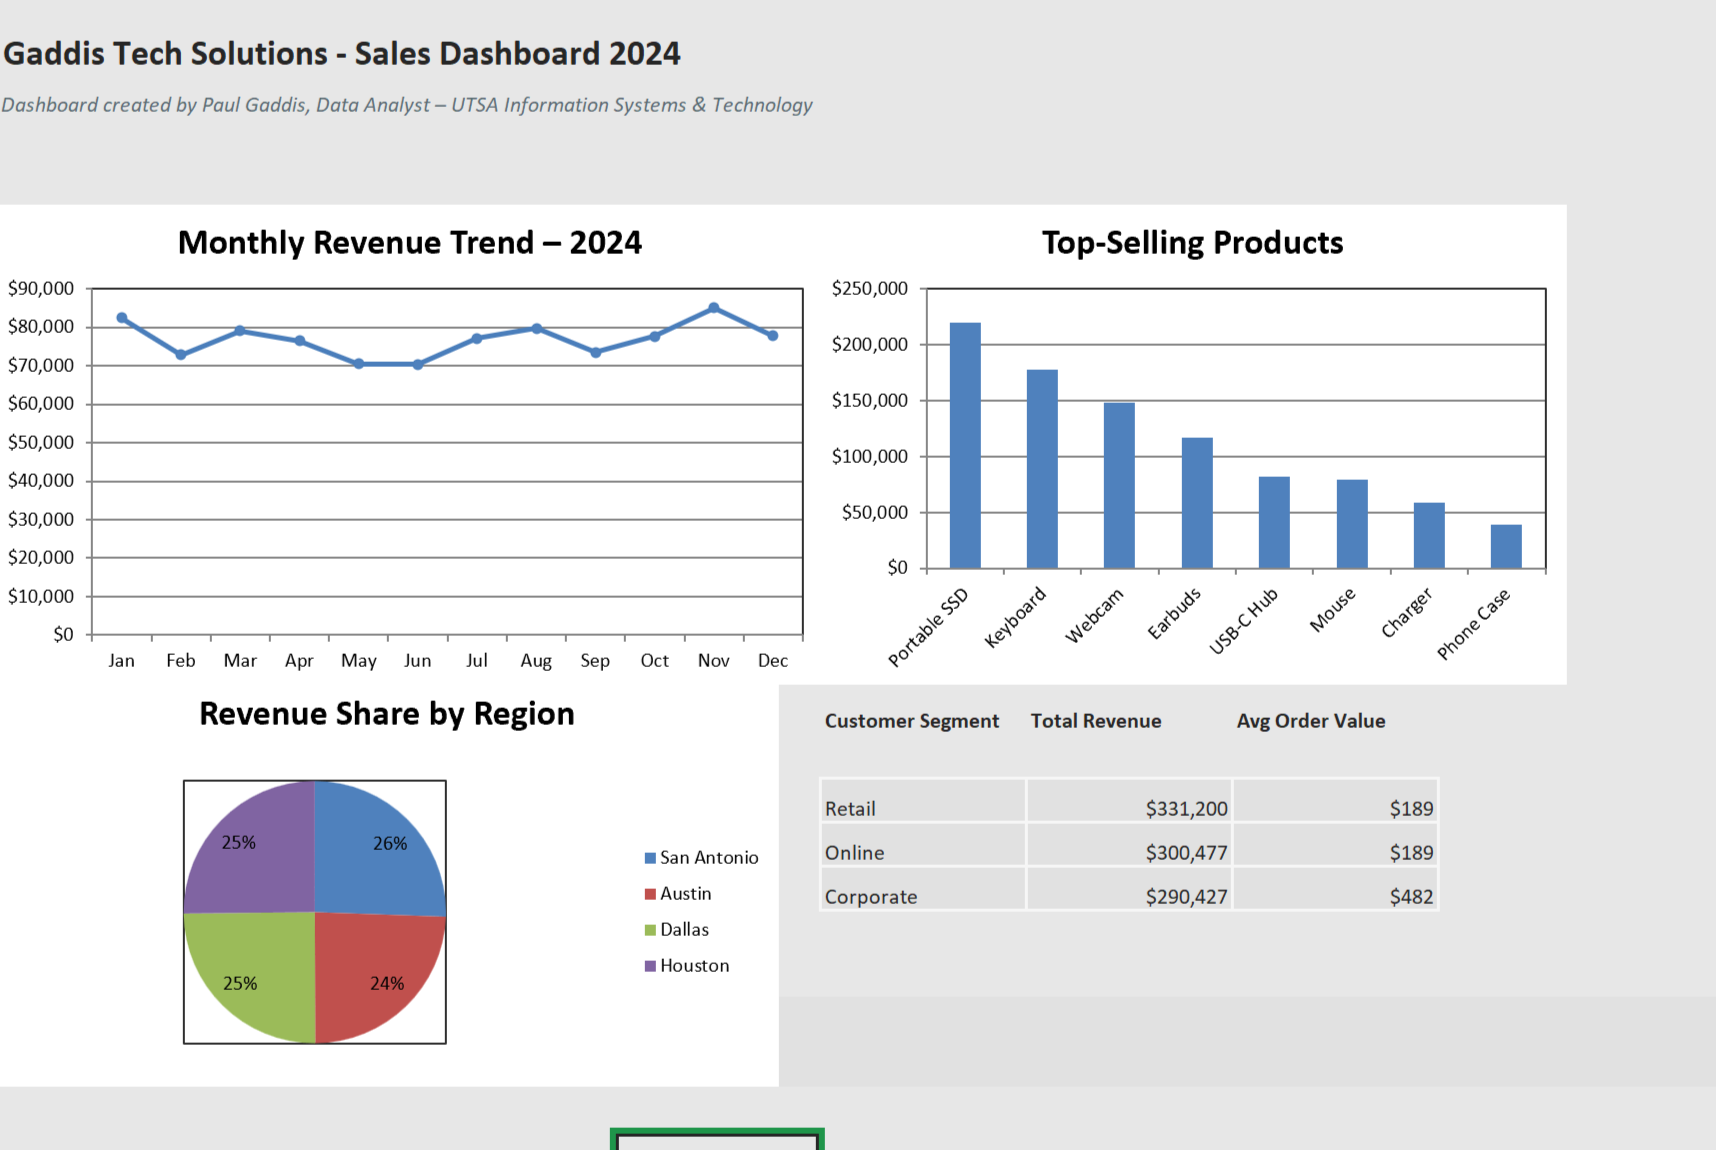 Gaddis Tech Solutions - Sales Dashboard 2024
Dashboard created by Paul Gaddis, Data Analyst – UTSA Information Systems & Technology
Monthly Revenue Trend – 2024
$90,000
$80,000
$70,000
$60,000
$50,000
$40,000
$30,000
$20,000
$10,000
$0
Jan Feb Mar Apr May Jun Jul Aug Sep Oct Nov Dec
Top-Selling Products
$250,000
$200,000
$150,000
$100,000
$50,000
$0
Portable SSD
Keyboard
Webcam
Earbuds
USB-C Hub
Mouse
Charger
Phone Case
Revenue Share by Region
25% 26%
25% 24%
San Antonio
Austin
Dallas
Houston
Customer Segment Total Revenue Avg Order Value
Retail $331,200 $189
Online $300,477 $189
Corporate $290,427 $482